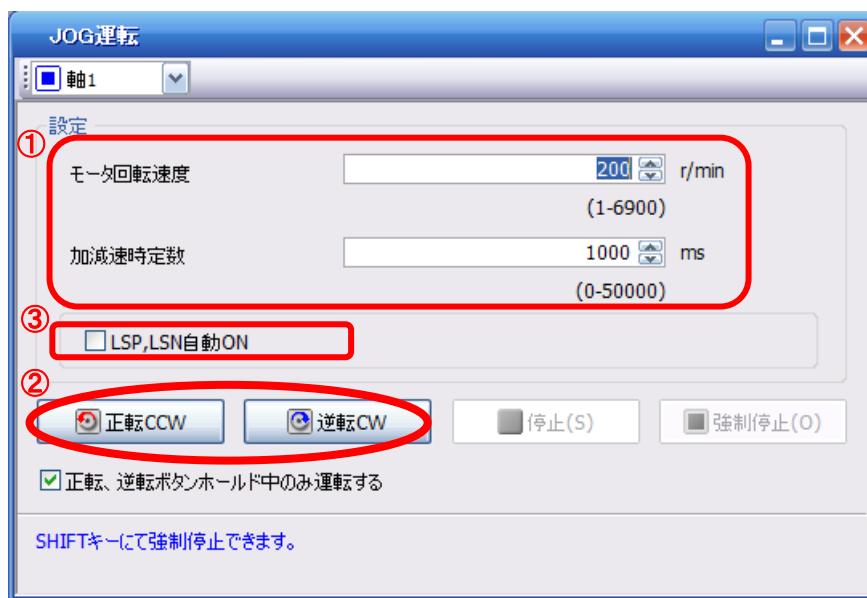 JOG運転
軸1
設定
①
モータ回転速度 200 r/min
(1-6900)
加減速時定数 1000 ms
(0-50000)
③
LSP,LSN自動ON
②
正転CCW 逆転CW 停止(S) 強制停止(O)
正転、逆転ボタンホールド中のみ運転する
SHIFTキーにて強制停止できます。